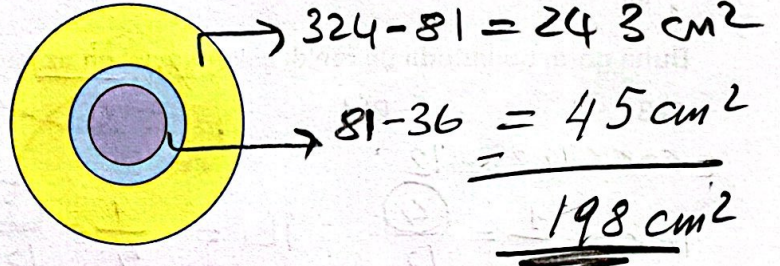 324-81 = 243 cm²
81-36 = 45 cm²
198 cm²